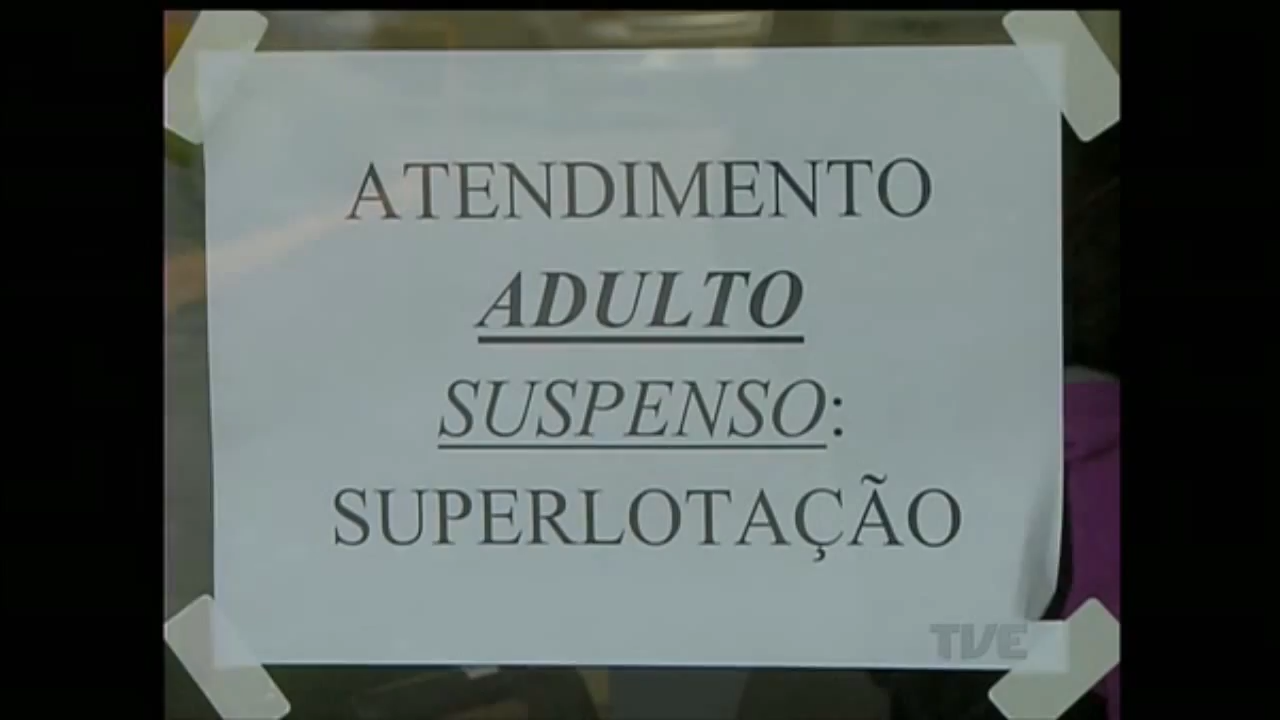 ATENDIMENTO
ADULTO
SUSPENSO:
SUPERLOTAÇÃO
TVE